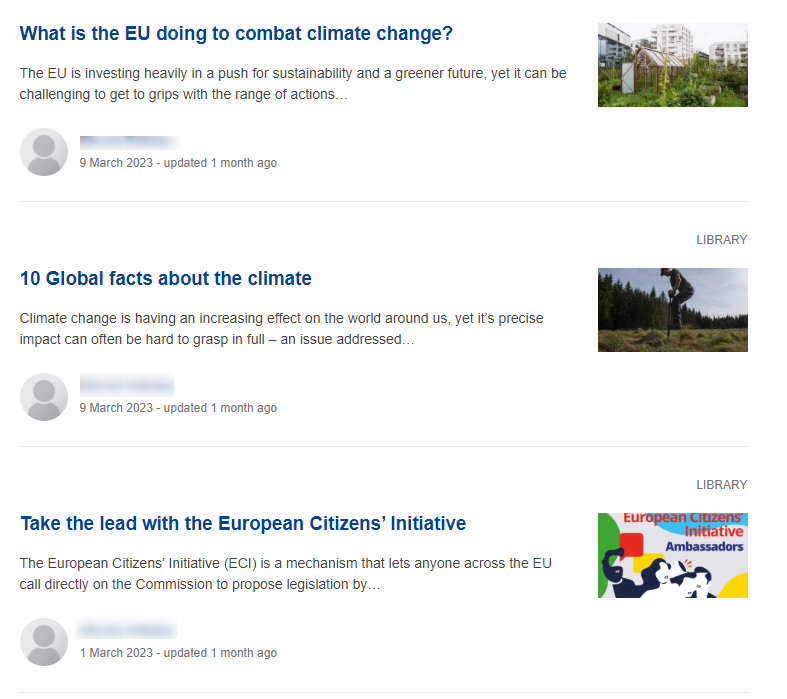 What is the EU doing to combat climate change?
The EU is investing heavily in a push for sustainability and a greener future, yet it can be
challenging to get to grips with the range of actions…
9 March 2023 - updated 1 month ago
LIBRARY
10 Global facts about the climate
Climate change is having an increasing effect on the world around us, yet it’s precise
impact can often be hard to grasp in full – an issue addressed…
9 March 2023 - updated 1 month ago
LIBRARY
Take the lead with the European Citizens’ Initiative
European Citizens’
Initiative
Ambassadors
The European Citizens’ Initiative (ECI) is a mechanism that lets anyone across the EU
call directly on the Commission to propose legislation by…
1 March 2023 - updated 1 month ago